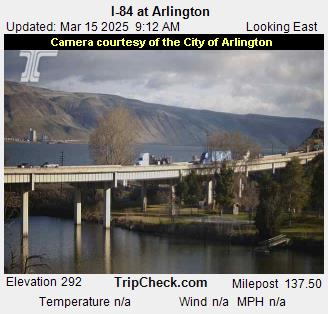 I-84 at Arlington
Updated: Mar 15 2025 9:12 AM Looking East
Camera courtesy of the City of Arlington
Elevation 292 TripCheck.com Milepost 137.50
Temperature n/a Wind n/a MPH n/a